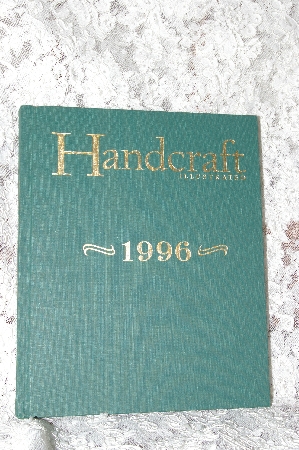 Handcraft
ILLUSTRATED
~ 1996 ~